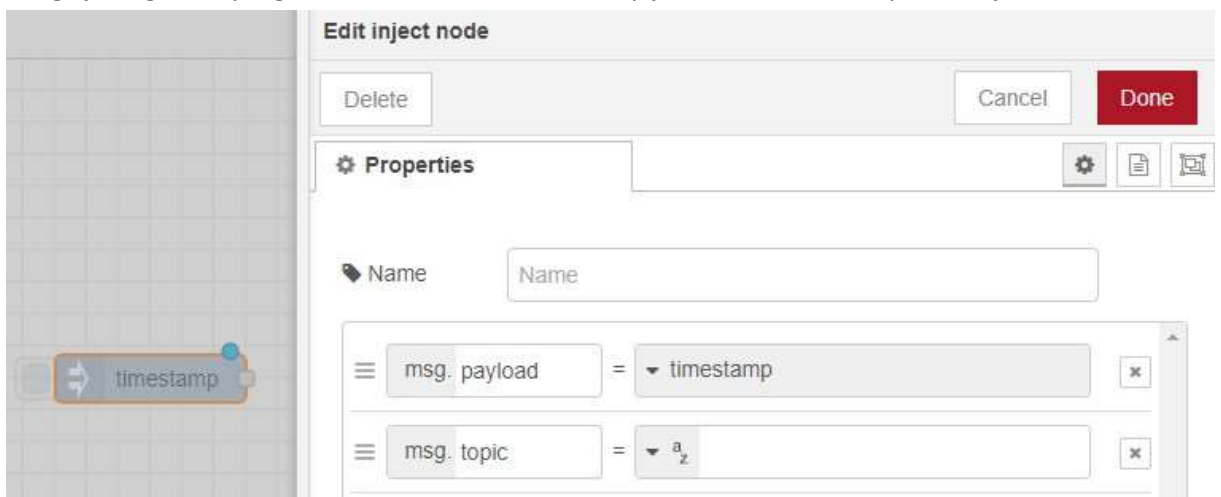 Edit inject node
Delete Cancel Done
Properties
Name Name
msg. payload = timestamp
timestamp
msg. topic = a z